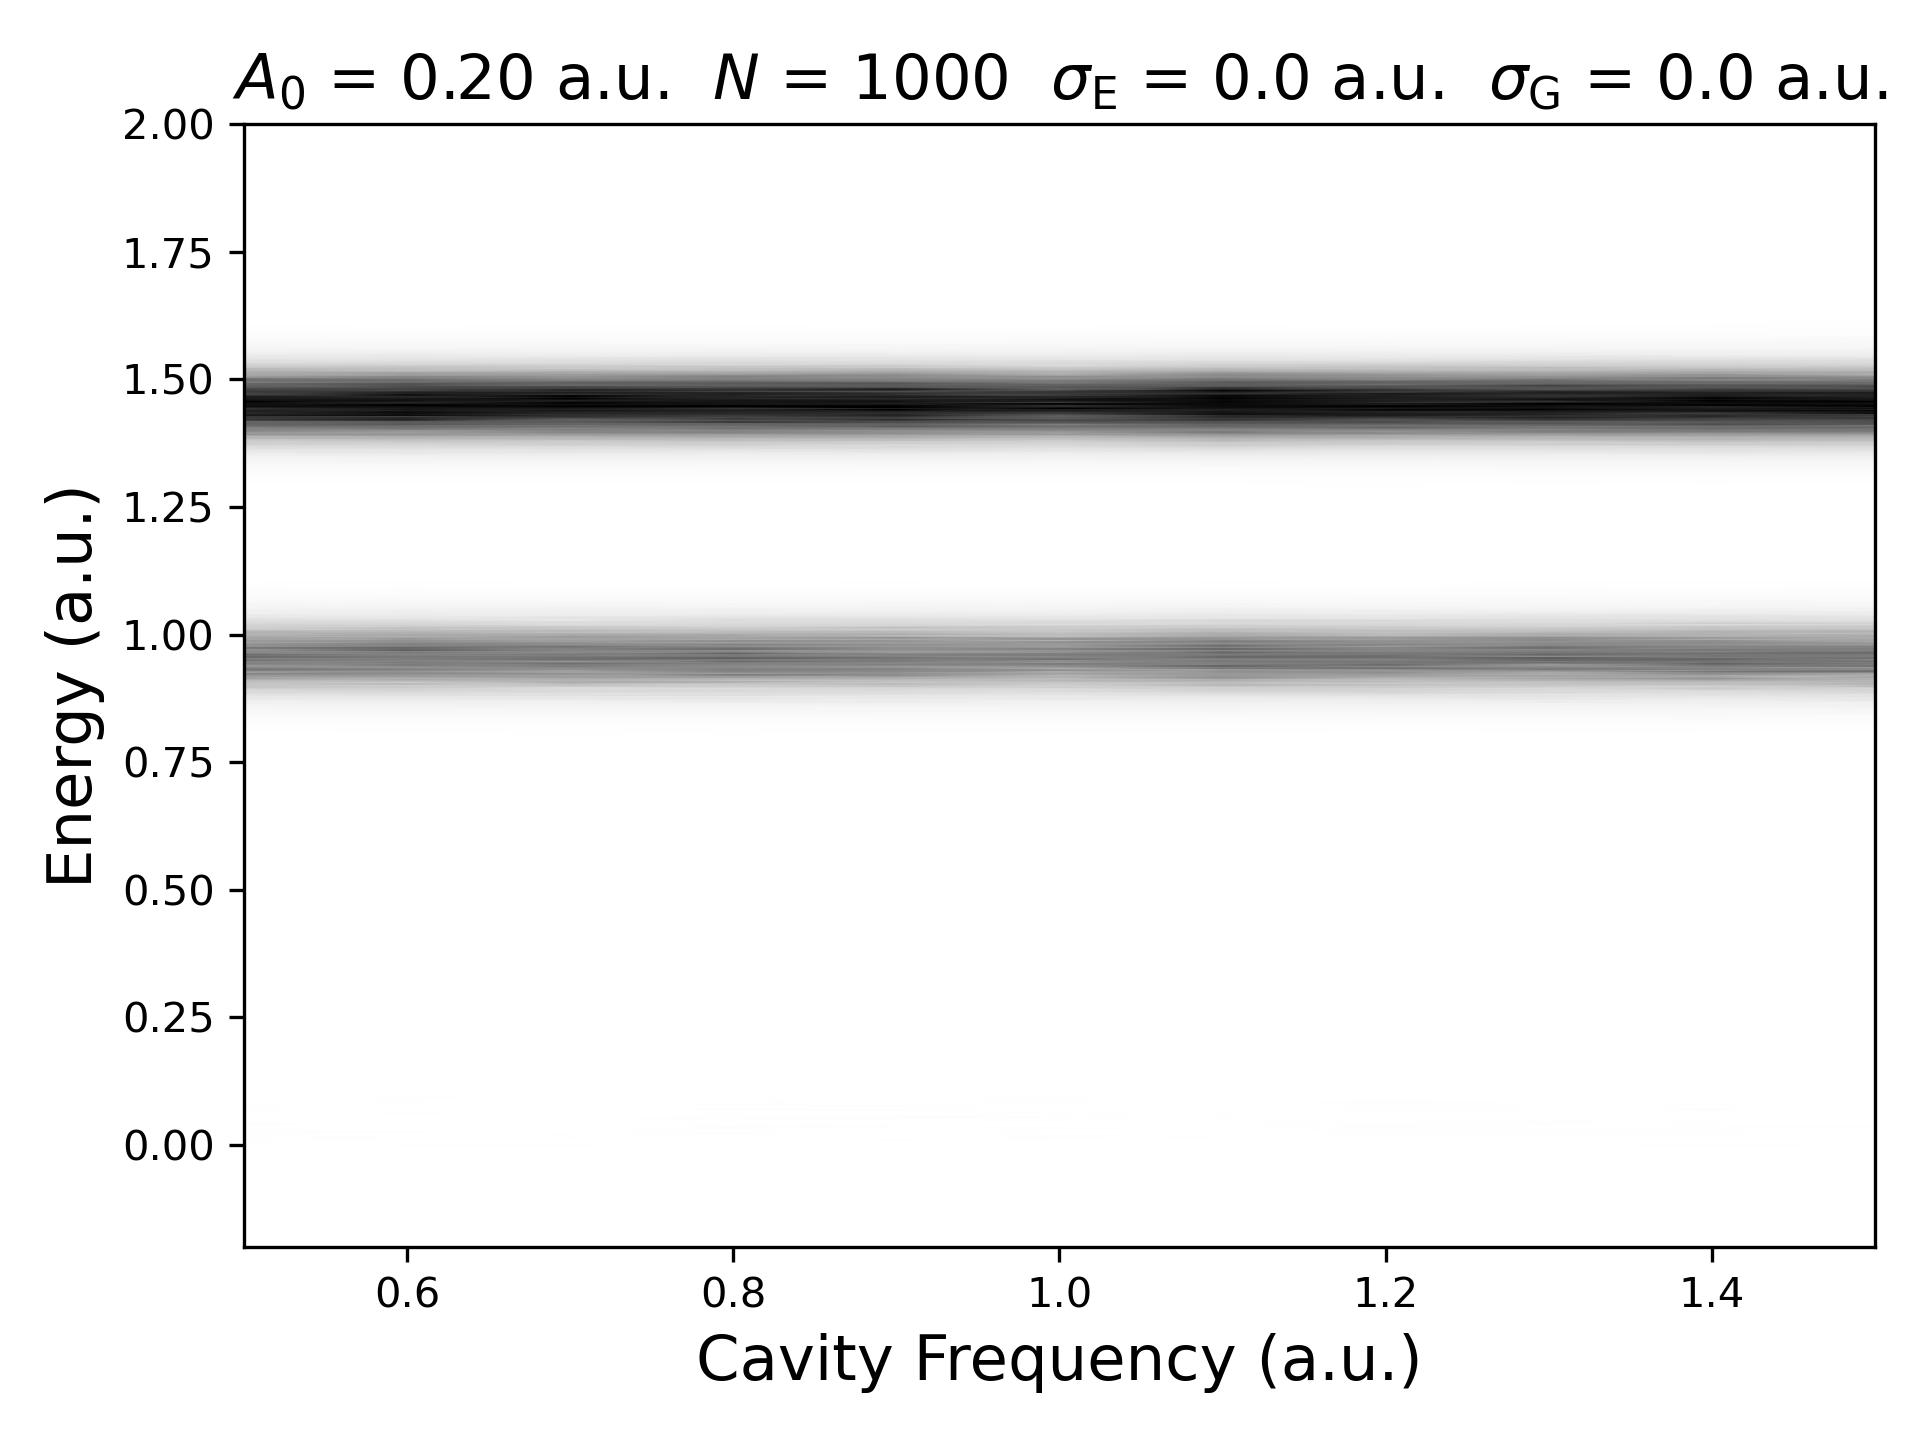 A₀ = 0.20 a.u. N = 1000 σE = 0.0 a.u. σG = 0.0 a.u.
2.00
1.75
1.50
1.25
1.00
0.75
0.50
0.25
0.00
Energy (a.u.)
0.6 0.8 1.0 1.2 1.4
Cavity Frequency (a.u.)